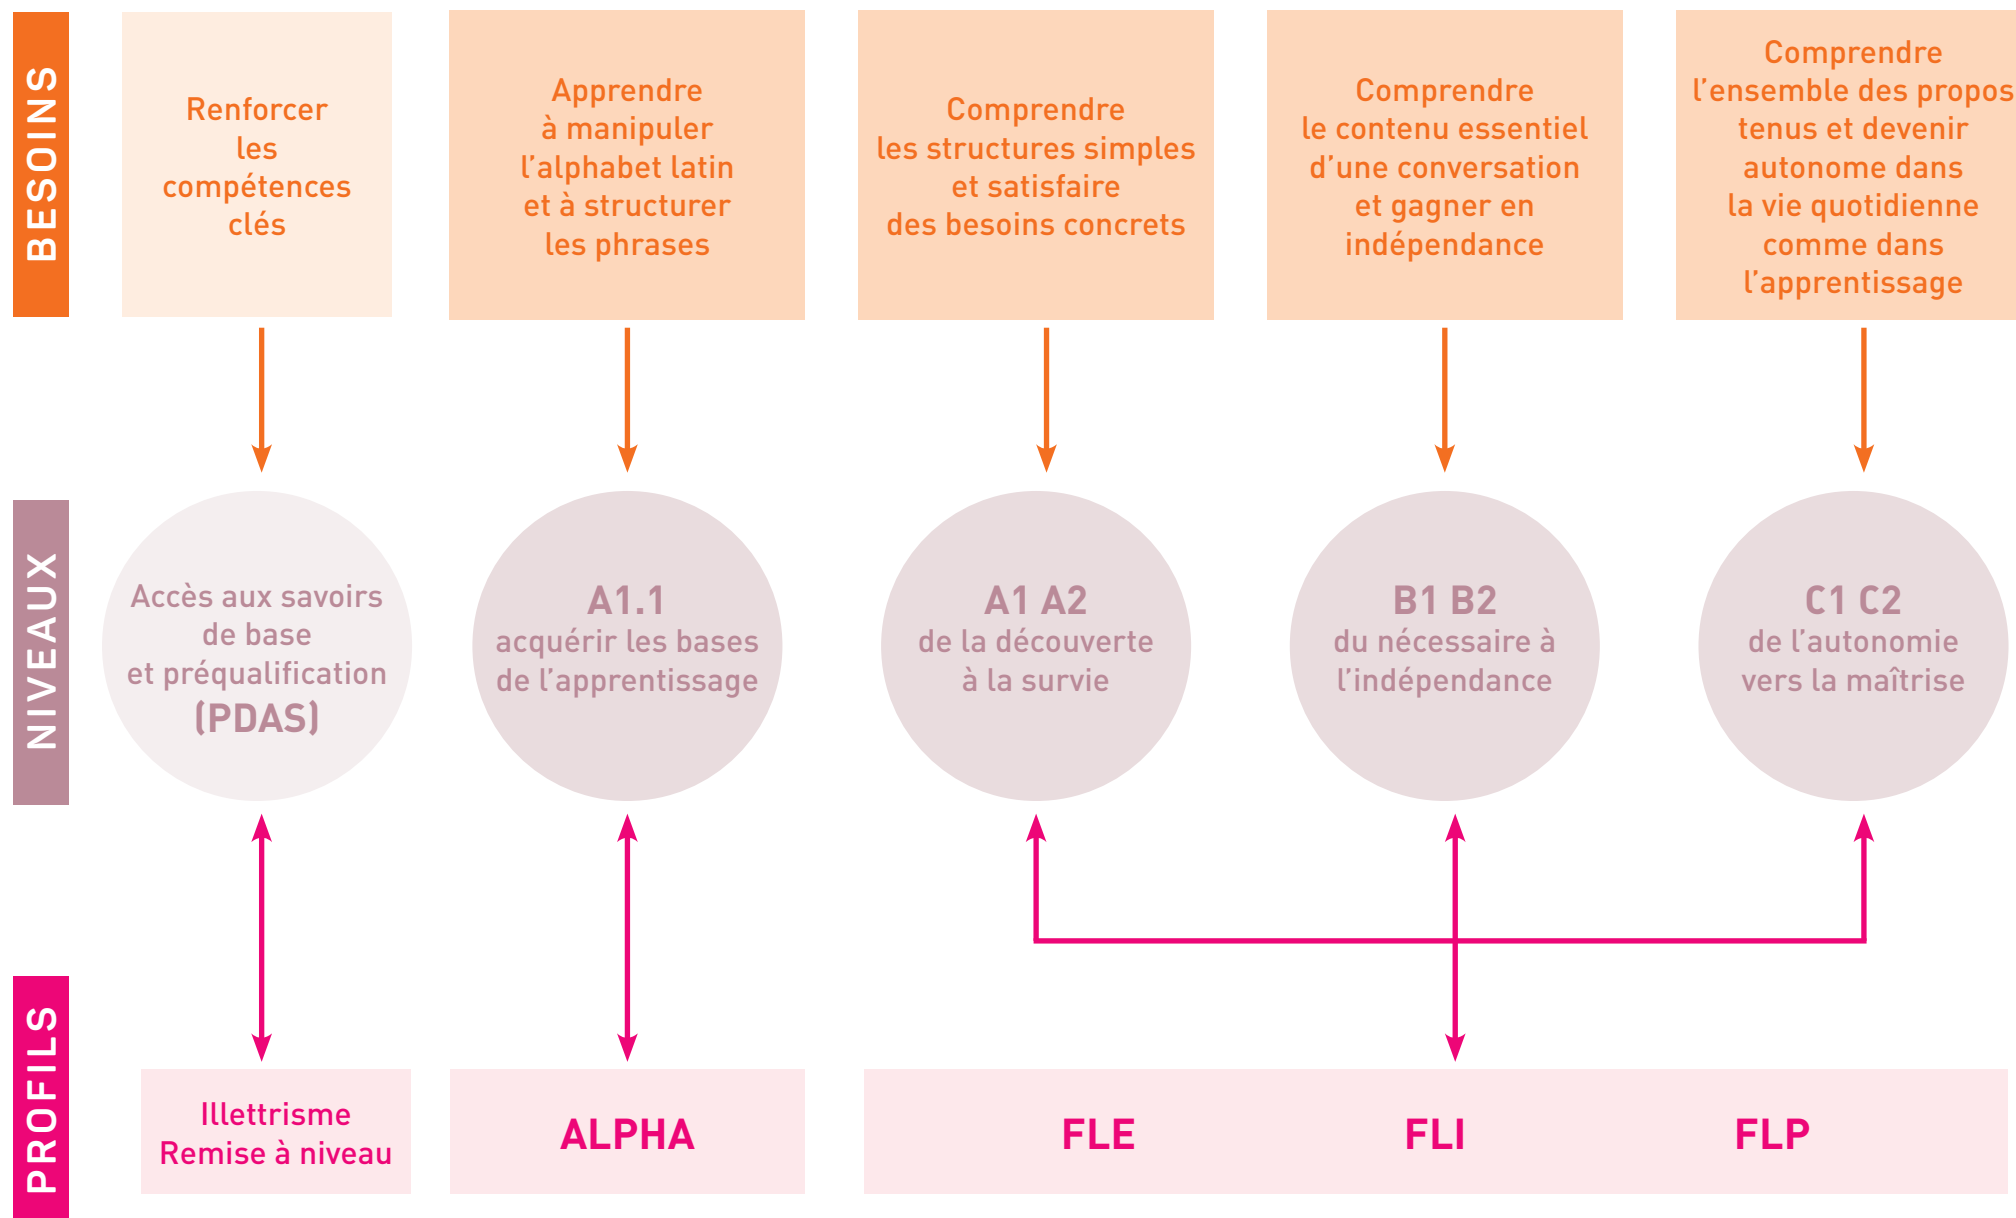 BESOINS
Renforcer
les
compétences
clés
Apprendre
à manipuler
l’alphabet latin
et à structurer
les phrases
Comprendre
les structures simples
et satisfaire
des besoins concrets
Comprendre
le contenu essentiel
d’une conversation
et gagner en
indépendance
Comprendre
l’ensemble des propos
tenus et devenir
autonome dans
la vie quotidienne
comme dans
l’apprentissage
NIVEAUX
Accès aux savoirs
de base
et préqualification
(PDAS)
A1.1
acquérir les bases
de l’apprentissage
A1 A2
de la découverte
à la survie
B1 B2
du nécessaire à
l’indépendance
C1 C2
de l’autonomie
vers la maîtrise
PROFILS
Illettrisme
Remise à niveau
ALPHA
FLE
FLI
FLP